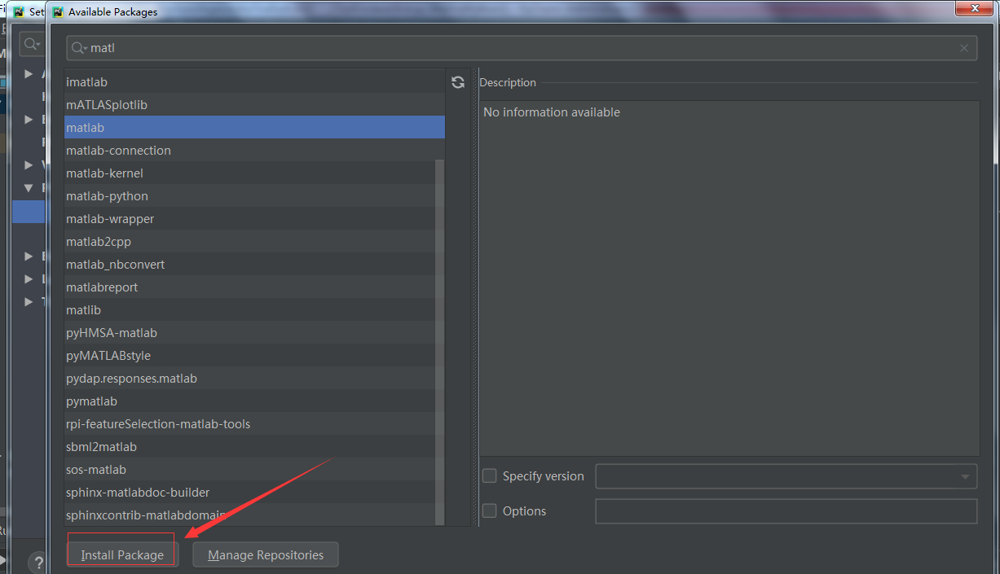 Set
Available Packages
matl
imatlab
mATLASplotlib
matlab
matlab-connection
matlab-kernel
matlab-python
matlab-wrapper
matlab2cpp
matlab_nbconvert
matlabreport
matlib
pyHMSA-matlab
pyMATLABstyle
pydap.responses.matlab
pymatlab
rpi-featureSelection-matlab-tools
sbml2matlab
sos-matlab
sphinx-matlabdoc-builder
sphinxcontrib-matlabdomain
Description
No information available
Specify version
Options
Install Package
Manage Repositories
?